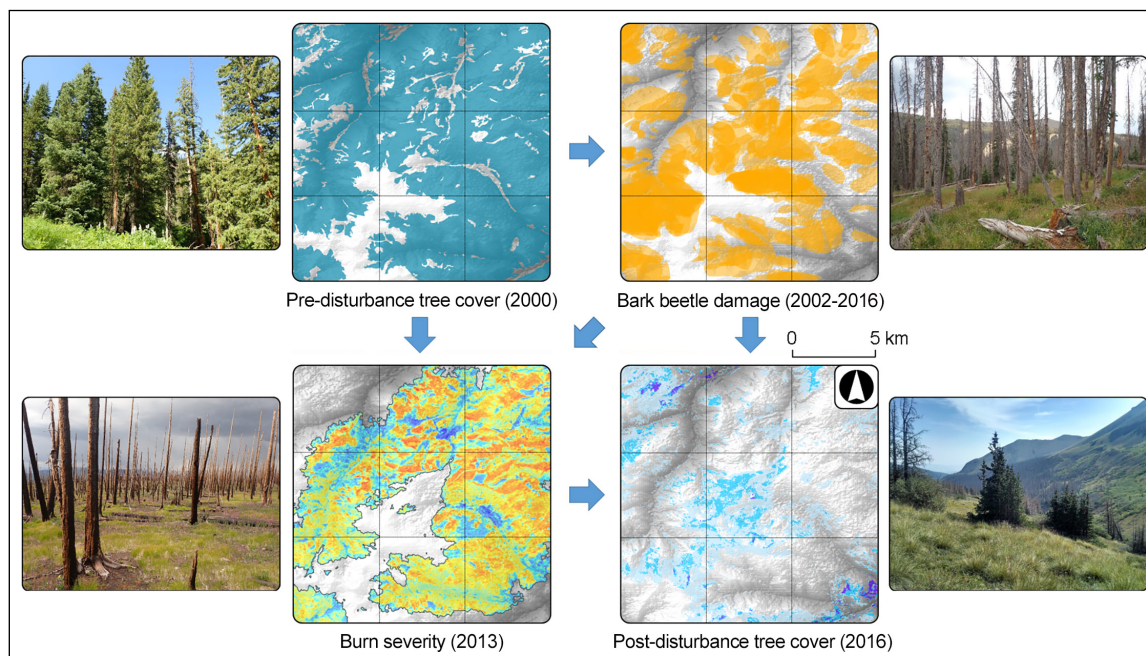 Pre-disturbance tree cover (2000)
Bark beetle damage (2002-2016)
0 5 km
Burn severity (2013)
Post-disturbance tree cover (2016)